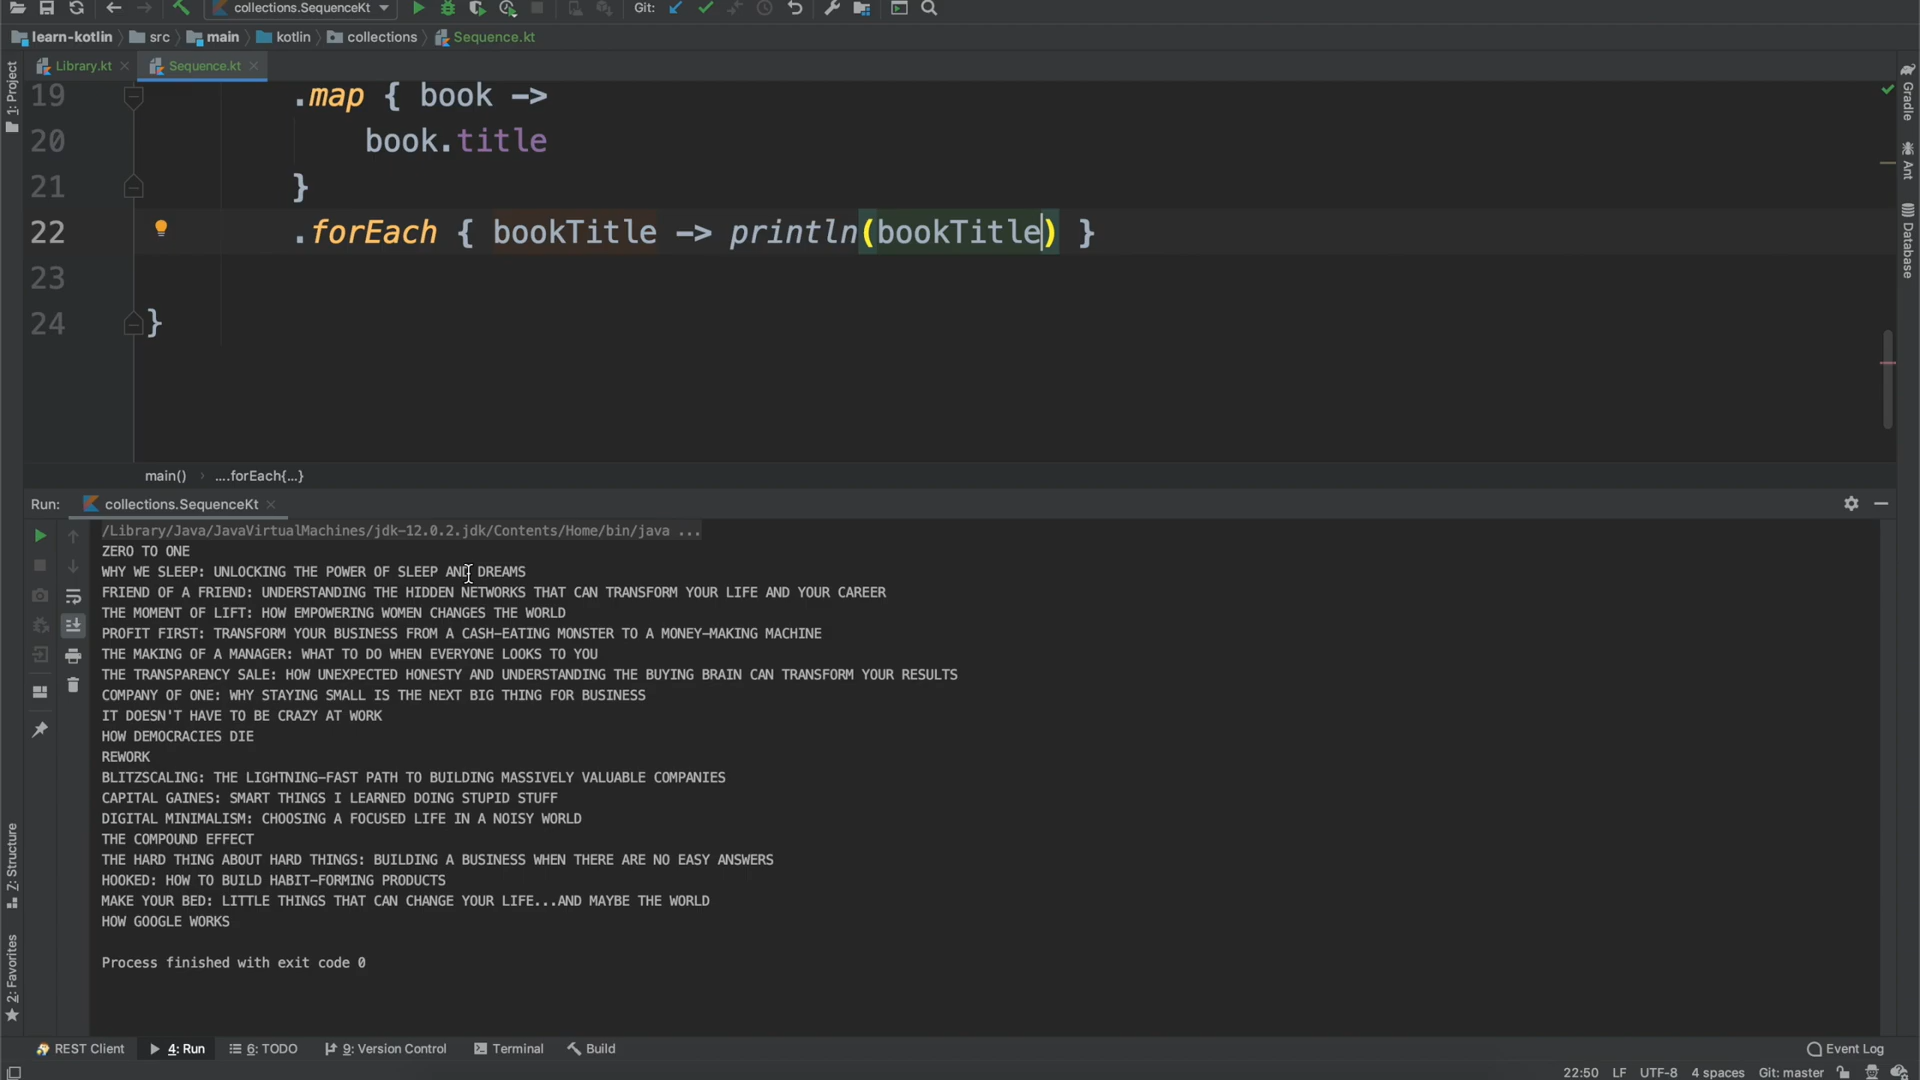 collections.SequenceKt
Git:
learn-kotlin
src
main
kotlin
collections
Sequence.kt
Library.kt
Sequence.kt
1: Project
19 .map { book ->
20 book.title
21 }
22 .forEach { bookTitle -> println(bookTitle) }
23
24 }
Gradle
Ant
Database
main() › ....forEach{...}
Run: collections.SequenceKt
/Library/Java/JavaVirtualMachines/jdk-12.0.2.jdk/Contents/Home/bin/java ...
ZERO TO ONE
WHY WE SLEEP: UNLOCKING THE POWER OF SLEEP AND DREAMS
FRIEND OF A FRIEND: UNDERSTANDING THE HIDDEN NETWORKS THAT CAN TRANSFORM YOUR LIFE AND YOUR CAREER
THE MOMENT OF LIFT: HOW EMPOWERING WOMEN CHANGES THE WORLD
PROFIT FIRST: TRANSFORM YOUR BUSINESS FROM A CASH-EATING MONSTER TO A MONEY-MAKING MACHINE
THE MAKING OF A MANAGER: WHAT TO DO WHEN EVERYONE LOOKS TO YOU
THE TRANSPARENCY SALE: HOW UNEXPECTED HONESTY AND UNDERSTANDING THE BUYING BRAIN CAN TRANSFORM YOUR RESULTS
COMPANY OF ONE: WHY STAYING SMALL IS THE NEXT BIG THING FOR BUSINESS
IT DOESN'T HAVE TO BE CRAZY AT WORK
HOW DEMOCRACIES DIE
REWORK
BLITZSCALING: THE LIGHTNING-FAST PATH TO BUILDING MASSIVELY VALUABLE COMPANIES
CAPITAL GAINES: SMART THINGS I LEARNED DOING STUPID STUFF
DIGITAL MINIMALISM: CHOOSING A FOCUSED LIFE IN A NOISY WORLD
THE COMPOUND EFFECT
THE HARD THING ABOUT HARD THINGS: BUILDING A BUSINESS WHEN THERE ARE NO EASY ANSWERS
HOOKED: HOW TO BUILD HABIT-FORMING PRODUCTS
MAKE YOUR BED: LITTLE THINGS THAT CAN CHANGE YOUR LIFE...AND MAYBE THE WORLD
HOW GOOGLE WORKS
Process finished with exit code 0
Z: Structure
2: Favorites
REST Client
4: Run
6: TODO
9: Version Control
Terminal
Build
Event Log
22:50 LF UTF-8 4 spaces Git: master